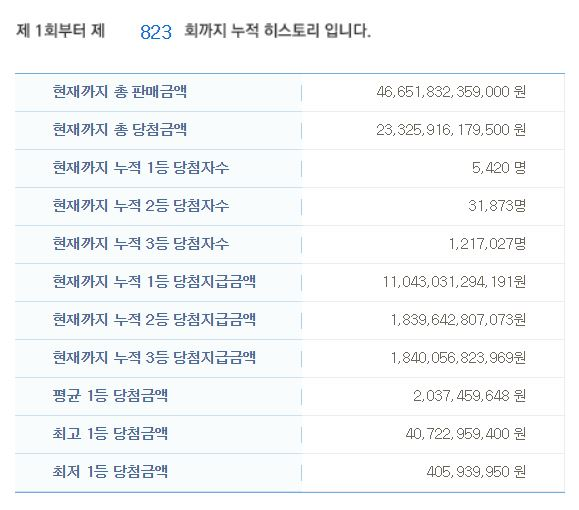 제 1회부터 제 823 회까지 누적 히스토리 입니다.
현재까지 총 판매금액 46,651,832,359,000 원
현재까지 총 당첨금액 23,325,916,179,500 원
현재까지 누적 1등 당첨자수 5,420 명
현재까지 누적 2등 당첨자수 31,873명
현재까지 누적 3등 당첨자수 1,217,027명
현재까지 누적 1등 당첨지급금액 11,043,031,294,191원
현재까지 누적 2등 당첨지급금액 1,839,642,807,073원
현재까지 누적 3등 당첨지급금액 1,840,056,823,969원
평균 1등 당첨금액 2,037,459,648 원
최고 1등 당첨금액 40,722,959,400 원
최저 1등 당첨금액 405,939,950 원